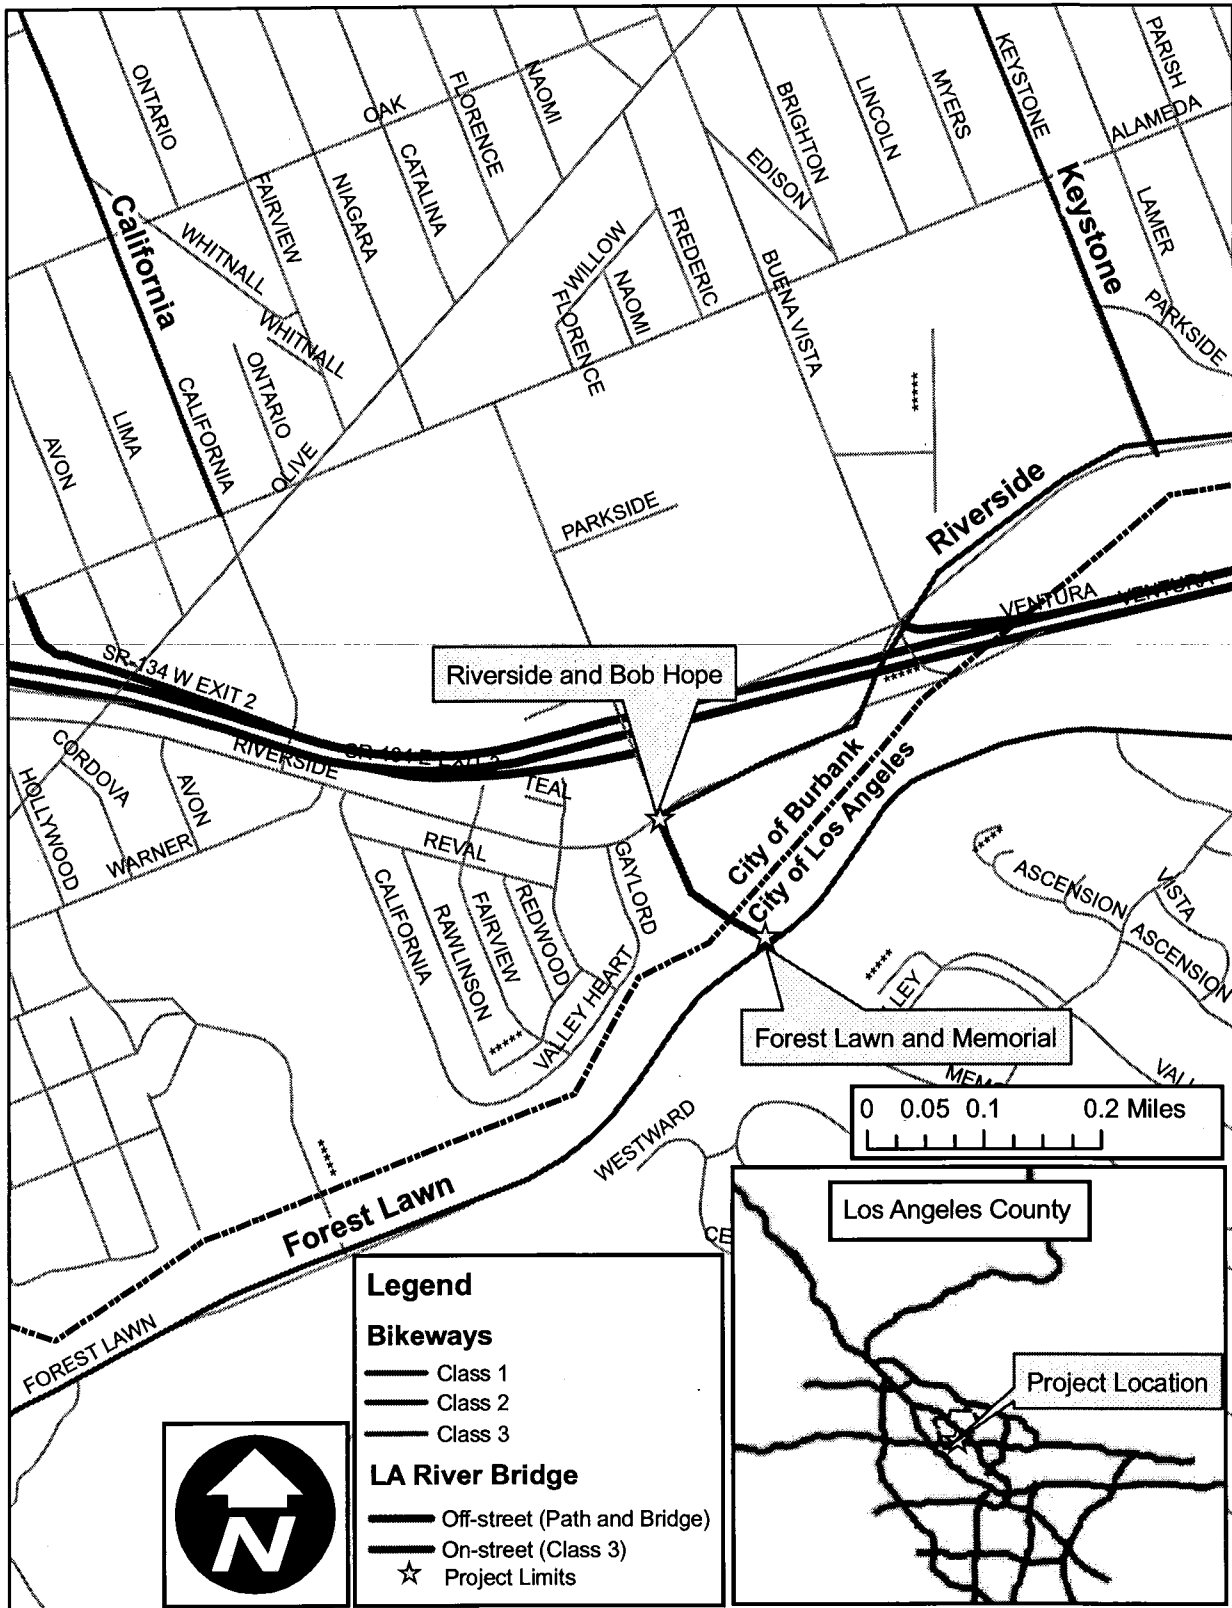 ONTARIO
OAK
FLORENCE
NAOMI
BRIGHTON
LINCOLN
MYERS
KEYSTONE
PARISH
ALAMEDA
FAIRVIEW
NIAGARA
CATALINA
EDISON
Keystone
LAMER
California
WHITNALL
WILLOW
FREDERIC
NAOMI
FLORENCE
BUENA VISTA
PARKSIDE
WHITNALL
ONTARIO
CALIFORNIA
LIMA
AVON
OLIVE
*****
PARKSIDE
Riverside
VENTURA
VENTURA
SR-134 W EXIT 2
Riverside and Bob Hope
*****
CORDOVA
RIVERSIDE
HOLLYWOOD
AVON
WARNER
TEAL
REVAL
GAYLORD
City of Burbank
City of Los Angeles
CALIFORNIA
RAWLINSON
FAIRVIEW
REDWOOD
VALLEY HEART
*****
*****
ASCENSION
VISTA
ASCENSION
*****
LEY
Forest Lawn and Memorial
VAL
0 0.05 0.1 0.2 Miles
WESTWARD
*****
Forest Lawn
FOREST LAWN
CE
Legend
Bikeways
Class 1
Class 2
Class 3
LA River Bridge
Off-street (Path and Bridge)
On-street (Class 3)
Project Limits
N
Los Angeles County
Project Location